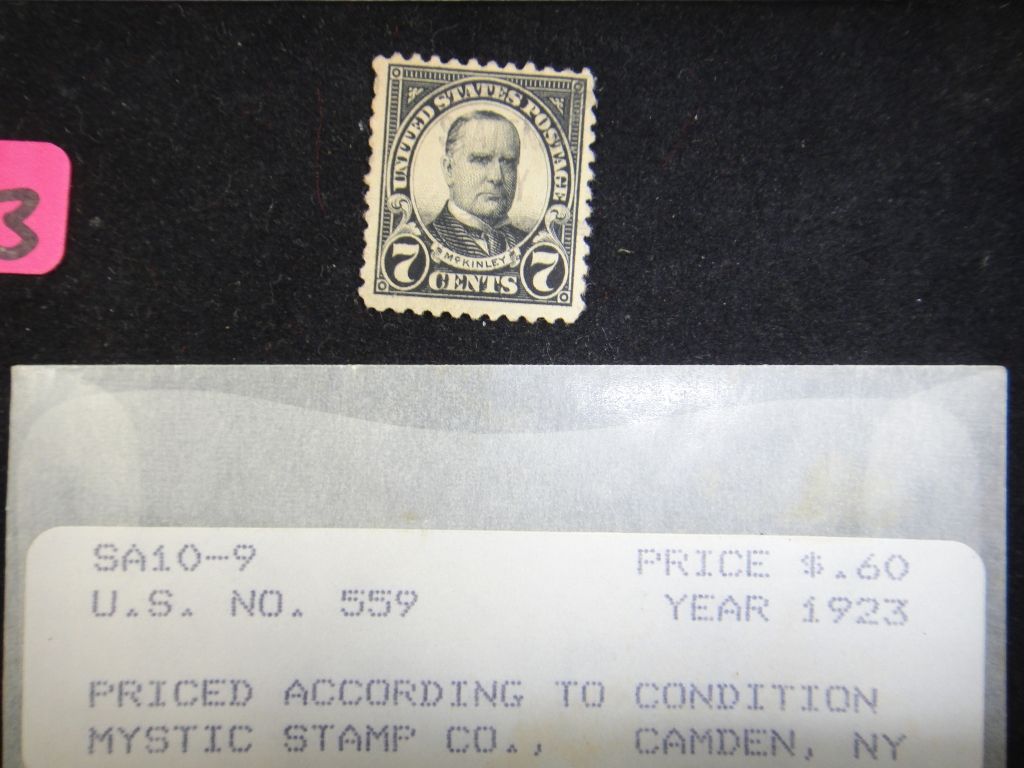 UNITED STATES POSTAGE
McKINLEY
7 CENTS 7
3
SA10-9 PRICE $.60
U.S. NO. 559 YEAR 1923
PRICED ACCORDING TO CONDITION
MYSTIC STAMP CO., CAMDEN, NY